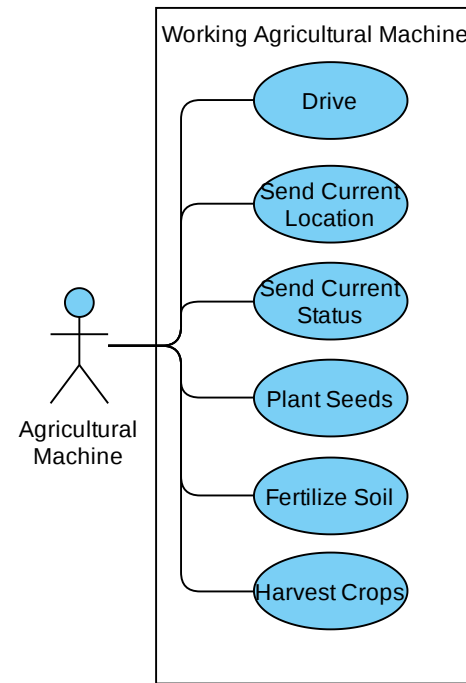 Working Agricultural Machine
Drive
Send Current
Location
Send Current
Status
Plant Seeds
Agricultural
Machine
Fertilize Soil
Harvest Crops